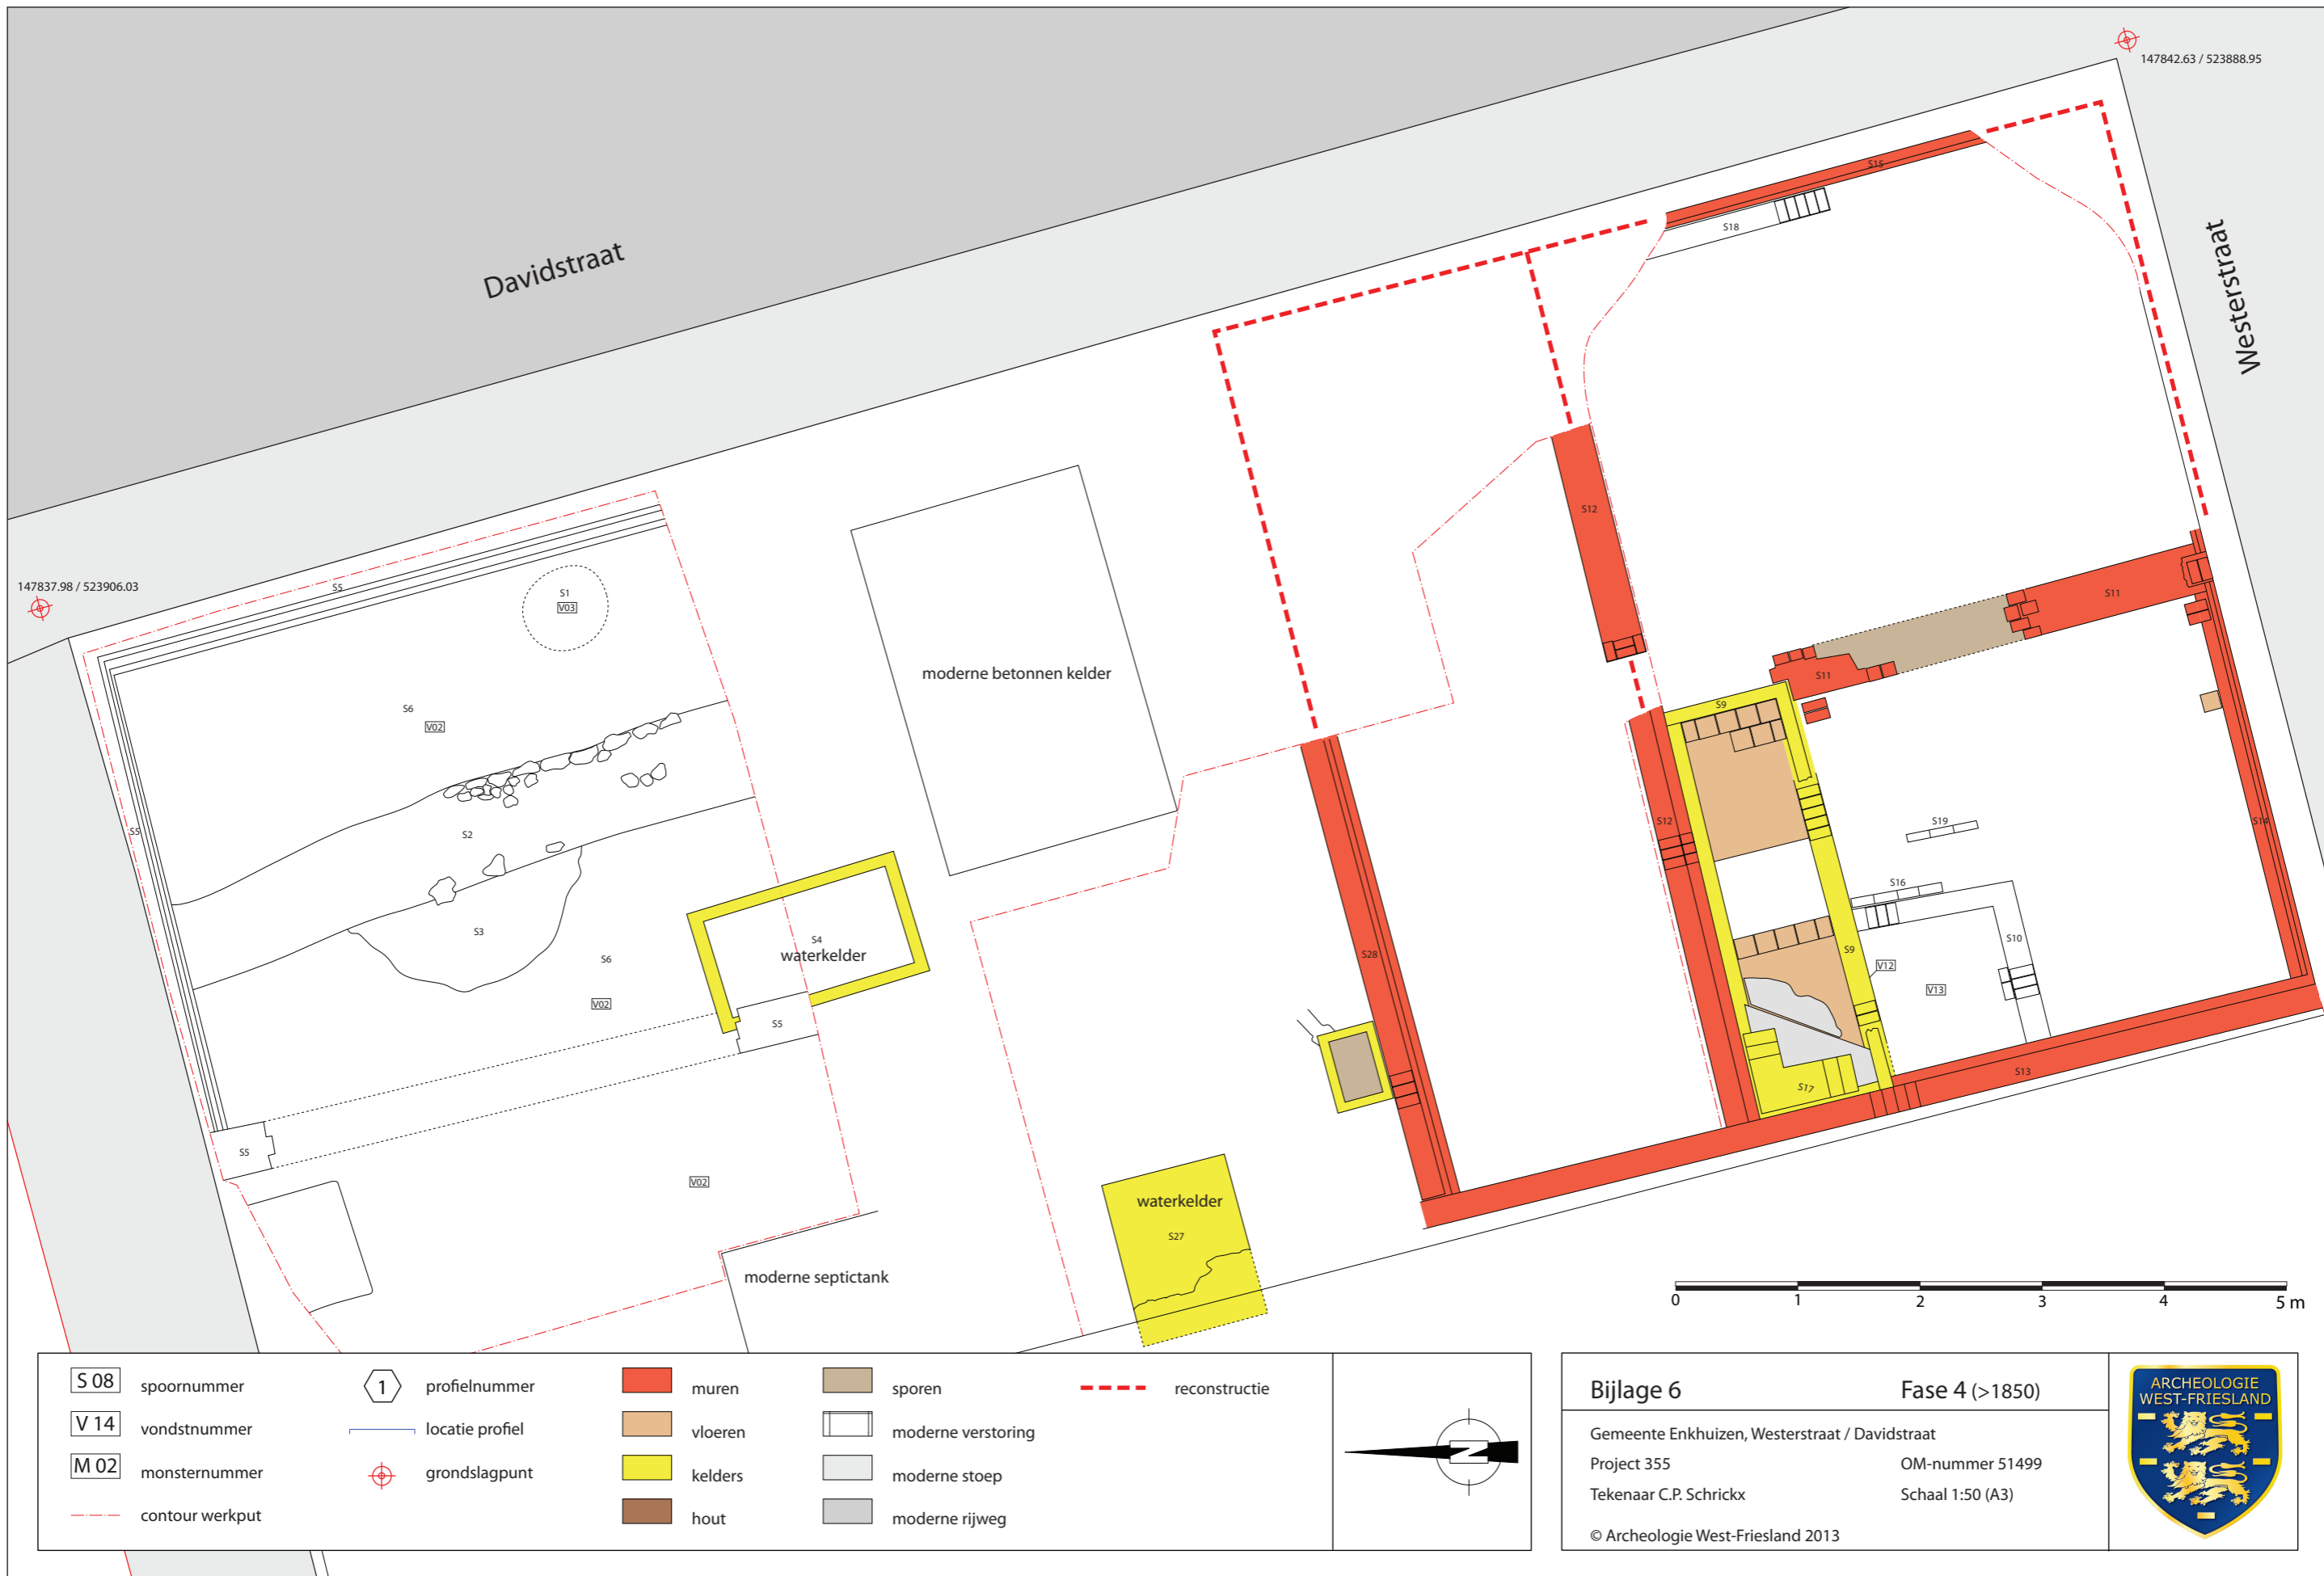 147842.63 / 523888.95
Davidstraat
Westerstraat
S15
S18
147837.98 / 523906.03
S5
S1
V03
S6
V02
moderne betonnen kelder
S12
S11
S11
S9
S5
S2
S3
S4
waterkelder
S6
V02
S5
S5
V02
S28
S12
S19
S16
S14
S9
V12
S10
V13
S17
S13
waterkelder
S27
moderne septictank
0 1 2 3 4 5 m
S 08 spoornummer
V 14 vondstnummer
M 02 monsternummer
contour werkput
1 profielnummer
locatie profiel
grondslagpunt
muren
vloeren
kelders
hout
sporen
moderne verstoring
moderne stoep
moderne rijweg
reconstructie
N
Bijlage 6 Fase 4 (>1850)
Gemeente Enkhuizen, Westerstraat / Davidstraat
Project 355 OM-nummer 51499
Tekenaar C.P. Schrickx Schaal 1:50 (A3)
© Archeologie West-Friesland 2013
ARCHEOLOGIE
WEST-FRIESLAND